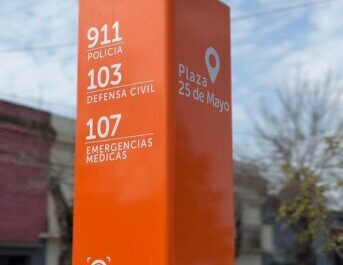 911
POLICIA
103
DEFENSA CIVIL
107
EMERGENCIAS
MEDICAS
Plaza
25 de Mayo